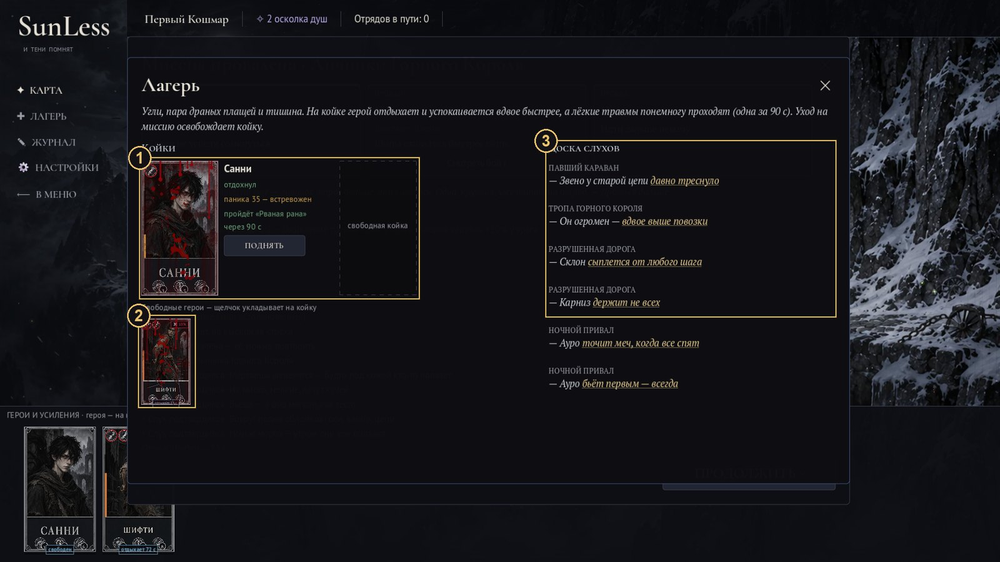 SunLess
И ТЕНИ ПОМНЯТ
Первый Кошмар
✧ 2 осколка душ
Отрядов в пути: 0
КАРТА
ЛАГЕРЬ
ЖУРНАЛ
НАСТРОЙКИ
В МЕНЮ
Лагерь
Угли, пара драных плащей и тишина. На койке герой отдыхает и успокаивается вдвое быстрее, а лёгкие травмы понемногу проходят (одна за 90 с). Уход на
миссию освобождает койку.
КОЙКИ
1
САННИ
Санни
отдохнул
паника 35 — встревожен
пройдёт «Рваная рана»
через 90 с
ПОДНЯТЬ
свободная койка
Свободные герои — щелчок укладывает на койку
2
ШИФТИ
3
ДОСКА СЛУХОВ
ПАВШИЙ КАРАВАН
— Звено у старой цепи давно треснуло
ТРОПА ГОРНОГО КОРОЛЯ
— Он огромен — вдвое выше повозки
РАЗРУШЕННАЯ ДОРОГА
— Склон сыплется от любого шага
РАЗРУШЕННАЯ ДОРОГА
— Карниз держит не всех
НОЧНОЙ ПРИВАЛ
— Ауро точит меч, когда все спят
НОЧНОЙ ПРИВАЛ
— Ауро бьёт первым — всегда
ПРОДОЛЖИТЬ
ГЕРОИ И УСИЛЕНИЯ · героя — на
САННИ
свободен
ШИФТИ
отдыхает 72 с